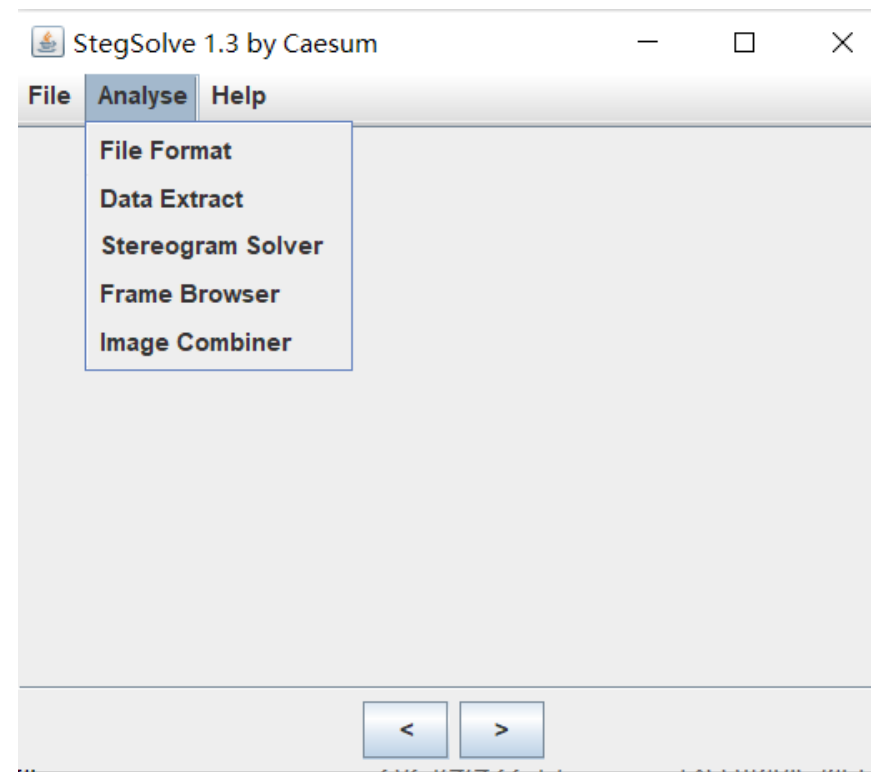 StegSolve 1.3 by Caesum
File Analyse Help
File Format
Data Extract
Stereogram Solver
Frame Browser
Image Combiner
< >